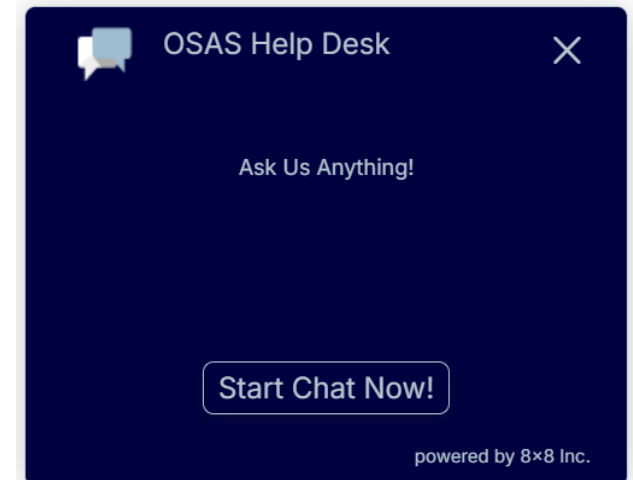 OSAS Help Desk
Ask Us Anything!
Start Chat Now!
powered by 8×8 Inc.